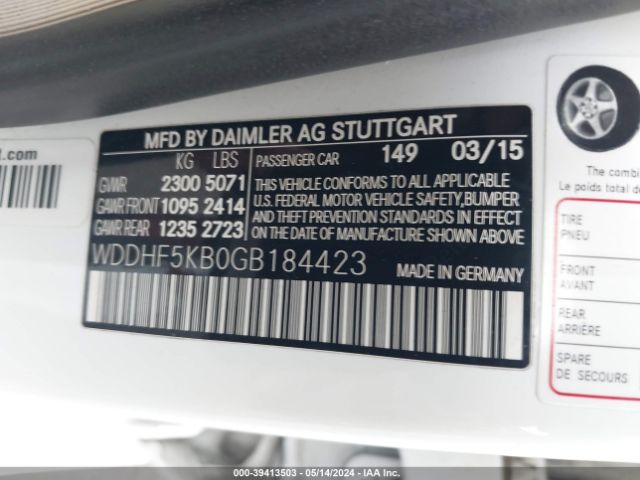 MFD BY DAIMLER AG STUTTGART
KG LBS
PASSENGER CAR 149 03/15
GVWR 2300 5071
GAWR FRONT 1095 2414
GAWR REAR 1235 2723
THIS VEHICLE CONFORMS TO ALL APPLICABLE
U.S. FEDERAL MOTOR VEHICLE SAFETY,BUMPER
AND THEFT PREVENTION STANDARDS IN EFFECT
ON THE DATE OF MANUFACTURE SHOWN ABOVE
WDDHF5KB0GB184423
MADE IN GERMANY
t.com
The combin
Le poids total de
TIRE
PNEU
FRONT
AVANT
REAR
ARRIÈRE
SPARE
DE SECOURS
000-39413503 - 05/14/2024 - IAA Inc.